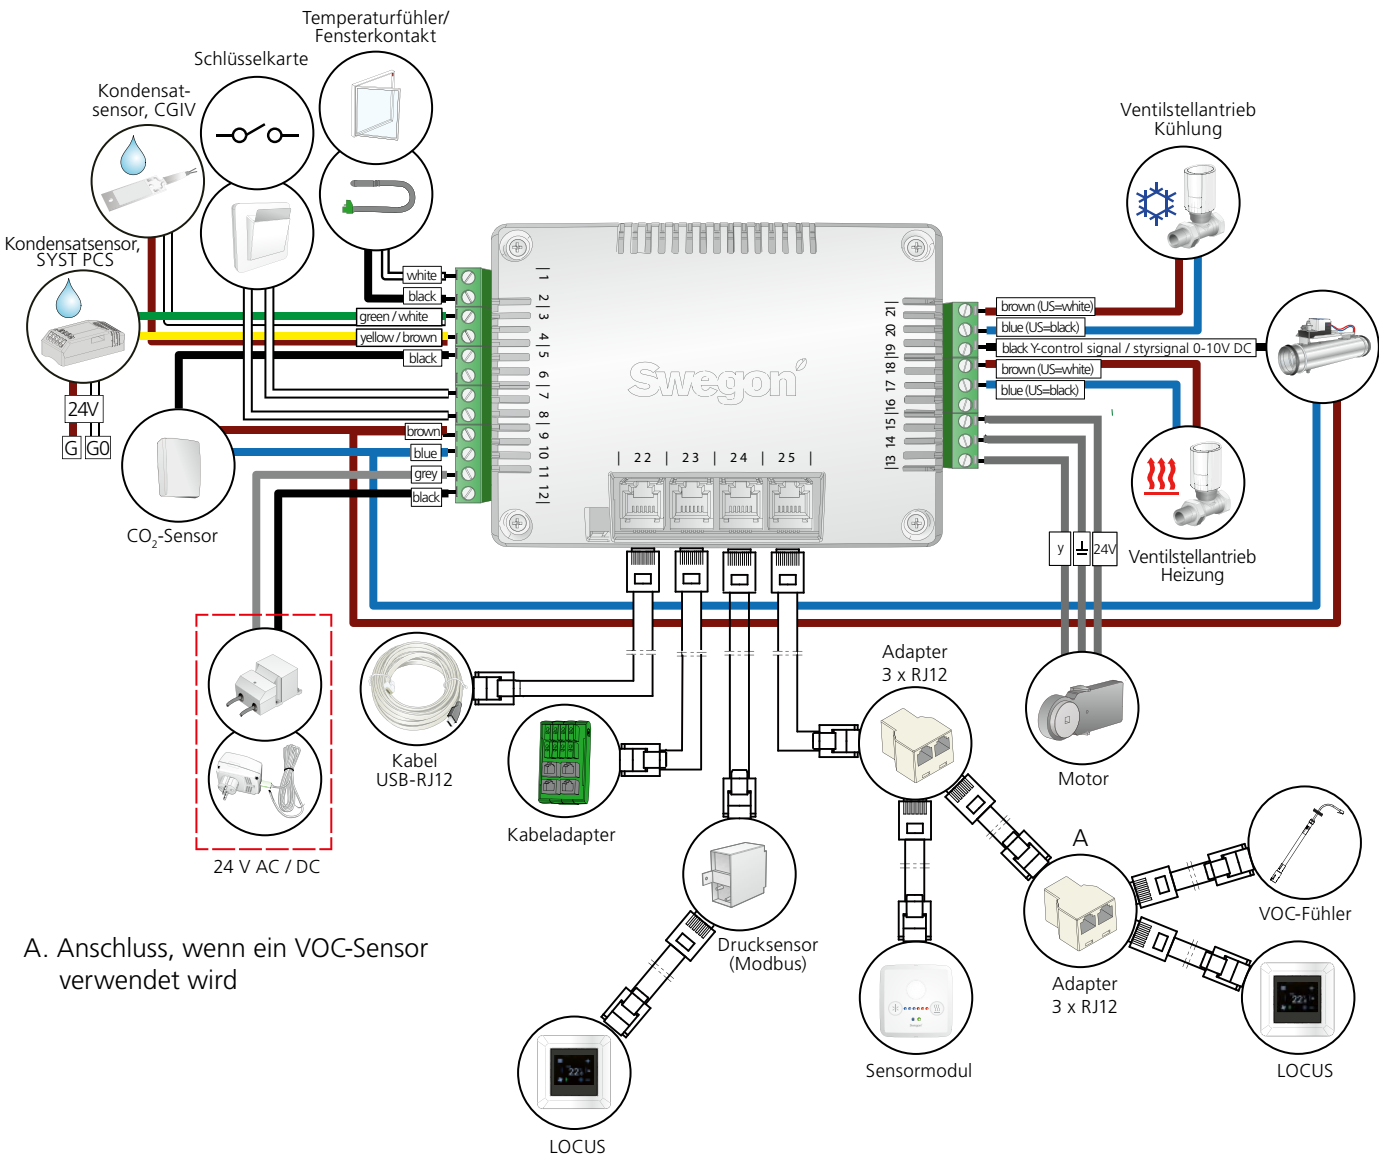 Temperaturfühler/
Fensterkontakt
Schlüsselkarte
Kondensat-
sensor, CGIV
Kondensatsensor,
SYST PCS
24V
G G0
CO2-Sensor
white
black
green / white
yellow / brown
black
brown
blue
grey
black
|1
2|
|3
4|
|5
6|
|7
8|
|9
10|
|11
12|
Swegon
| 22 | 23 | 24 | 25 |
21|
20
|19
18|
17
|16
15|
14
|13
brown (US=white)
blue (US=black)
black Y-control signal / styrsignal 0-10V DC
brown (US=white)
blue (US=black)
Ventilstellantrieb
Kühlung
Ventilstellantrieb
Heizung
y 24V
Motor
24 V AC / DC
Kabel
USB-RJ12
Kabeladapter
Drucksensor
(Modbus)
LOCUS
Adapter
3 x RJ12
Sensormodul
A
Adapter
3 x RJ12
VOC-Fühler
LOCUS
A. Anschluss, wenn ein VOC-Sensor
verwendet wird